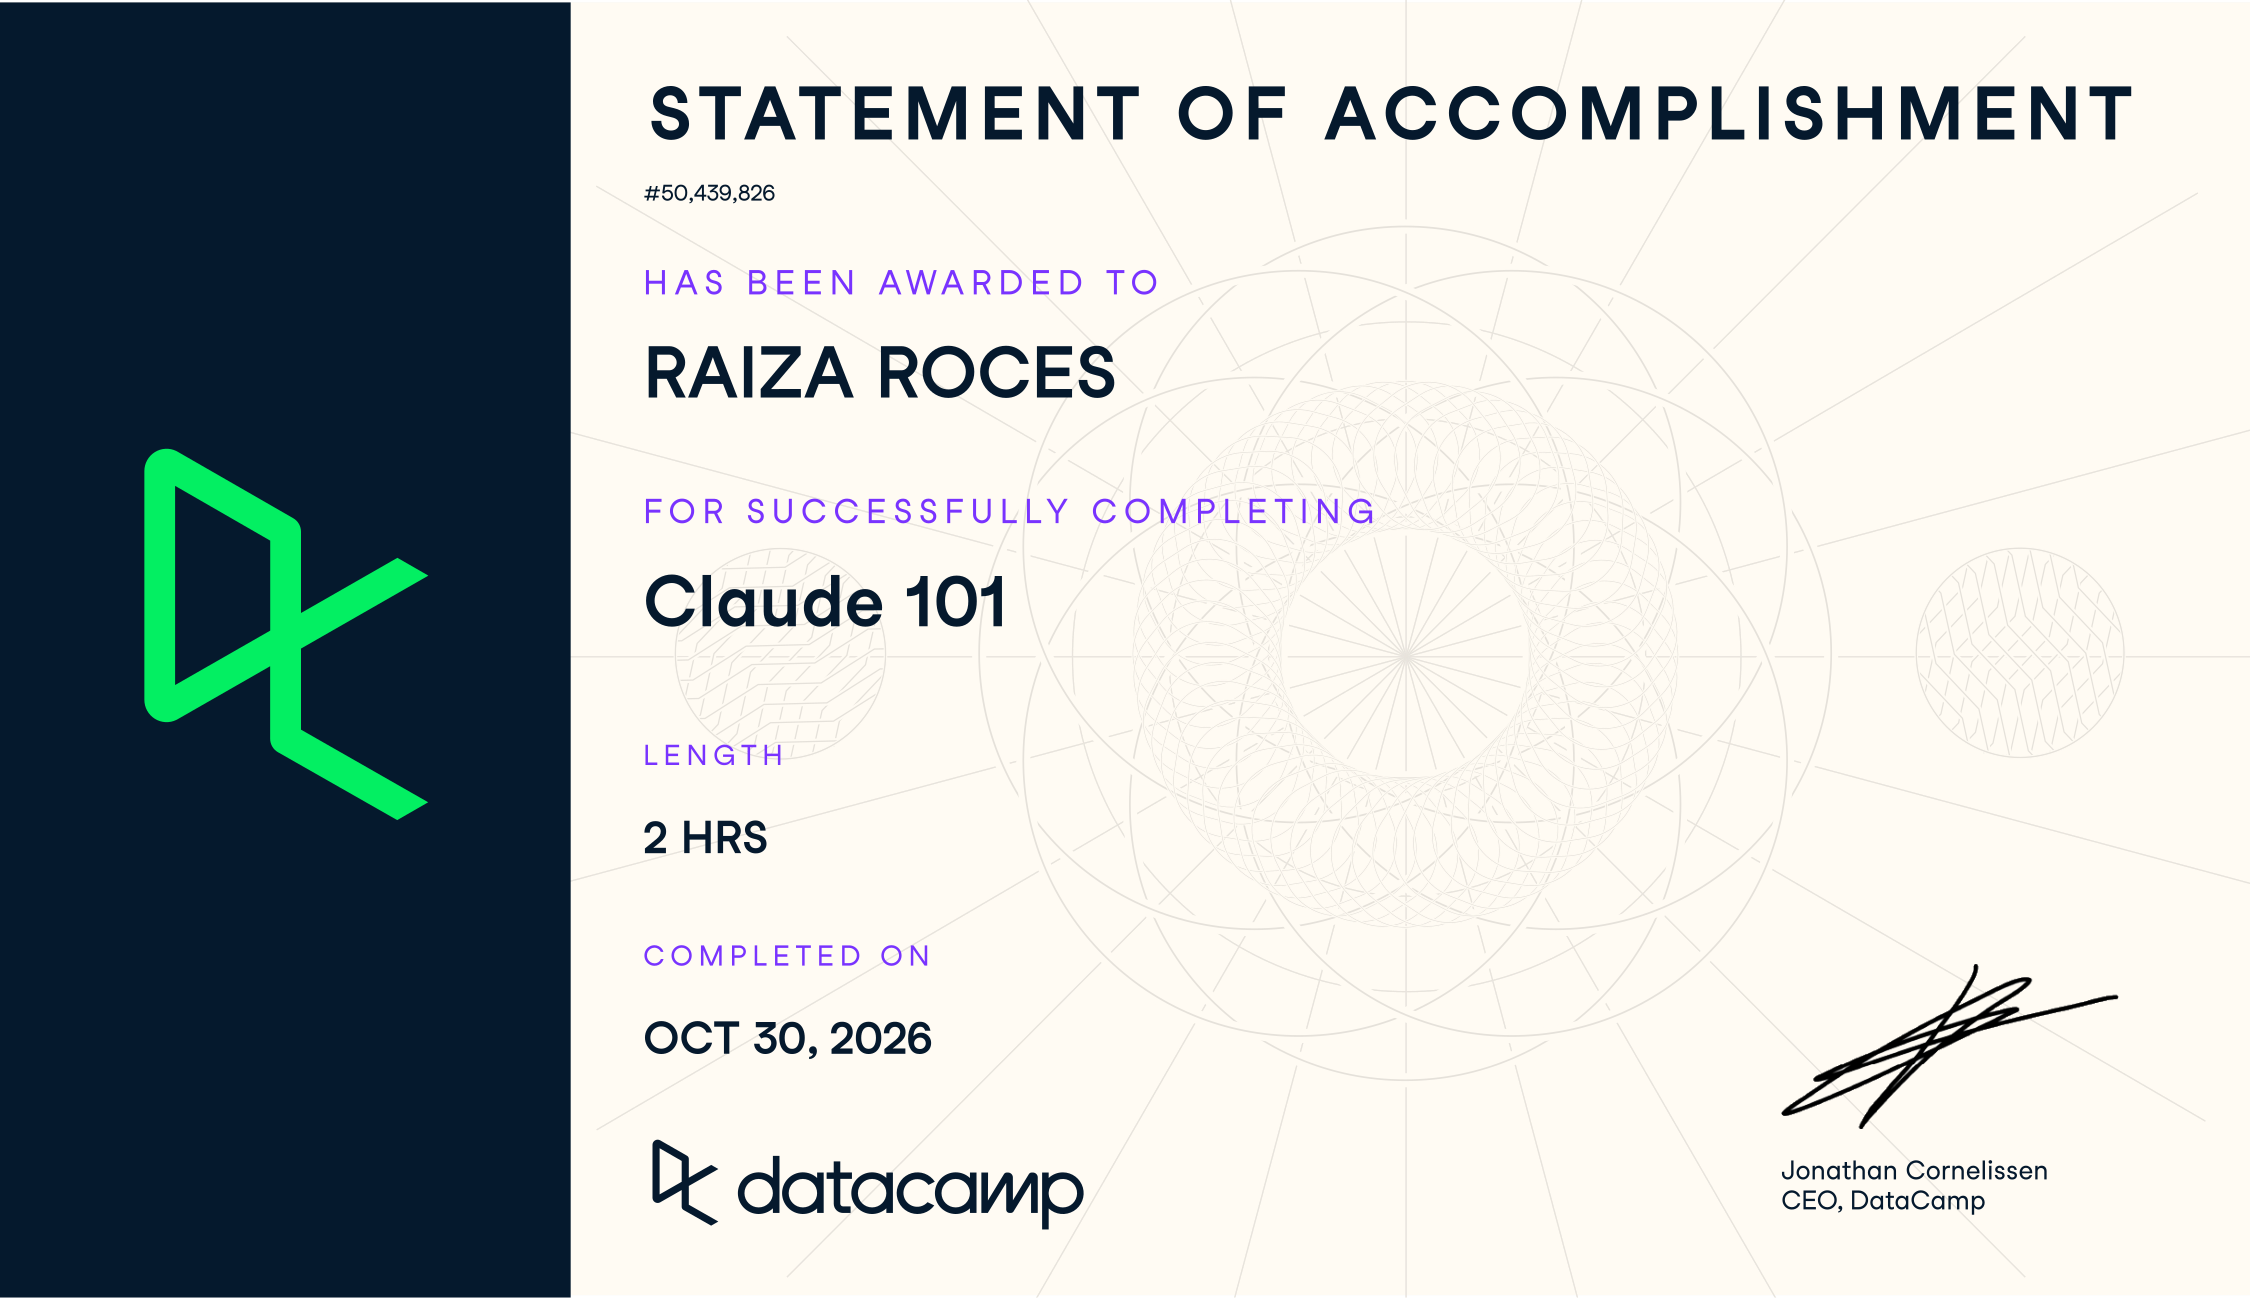 STATEMENT OF ACCOMPLISHMENT
#50,439,826
HAS BEEN AWARDED TO
RAIZA ROCES
FOR SUCCESSFULLY COMPLETING
Claude 101
LENGTH
2 HRS
COMPLETED ON
OCT 30, 2026
datacamp
Jonathan Cornelissen
CEO, DataCamp